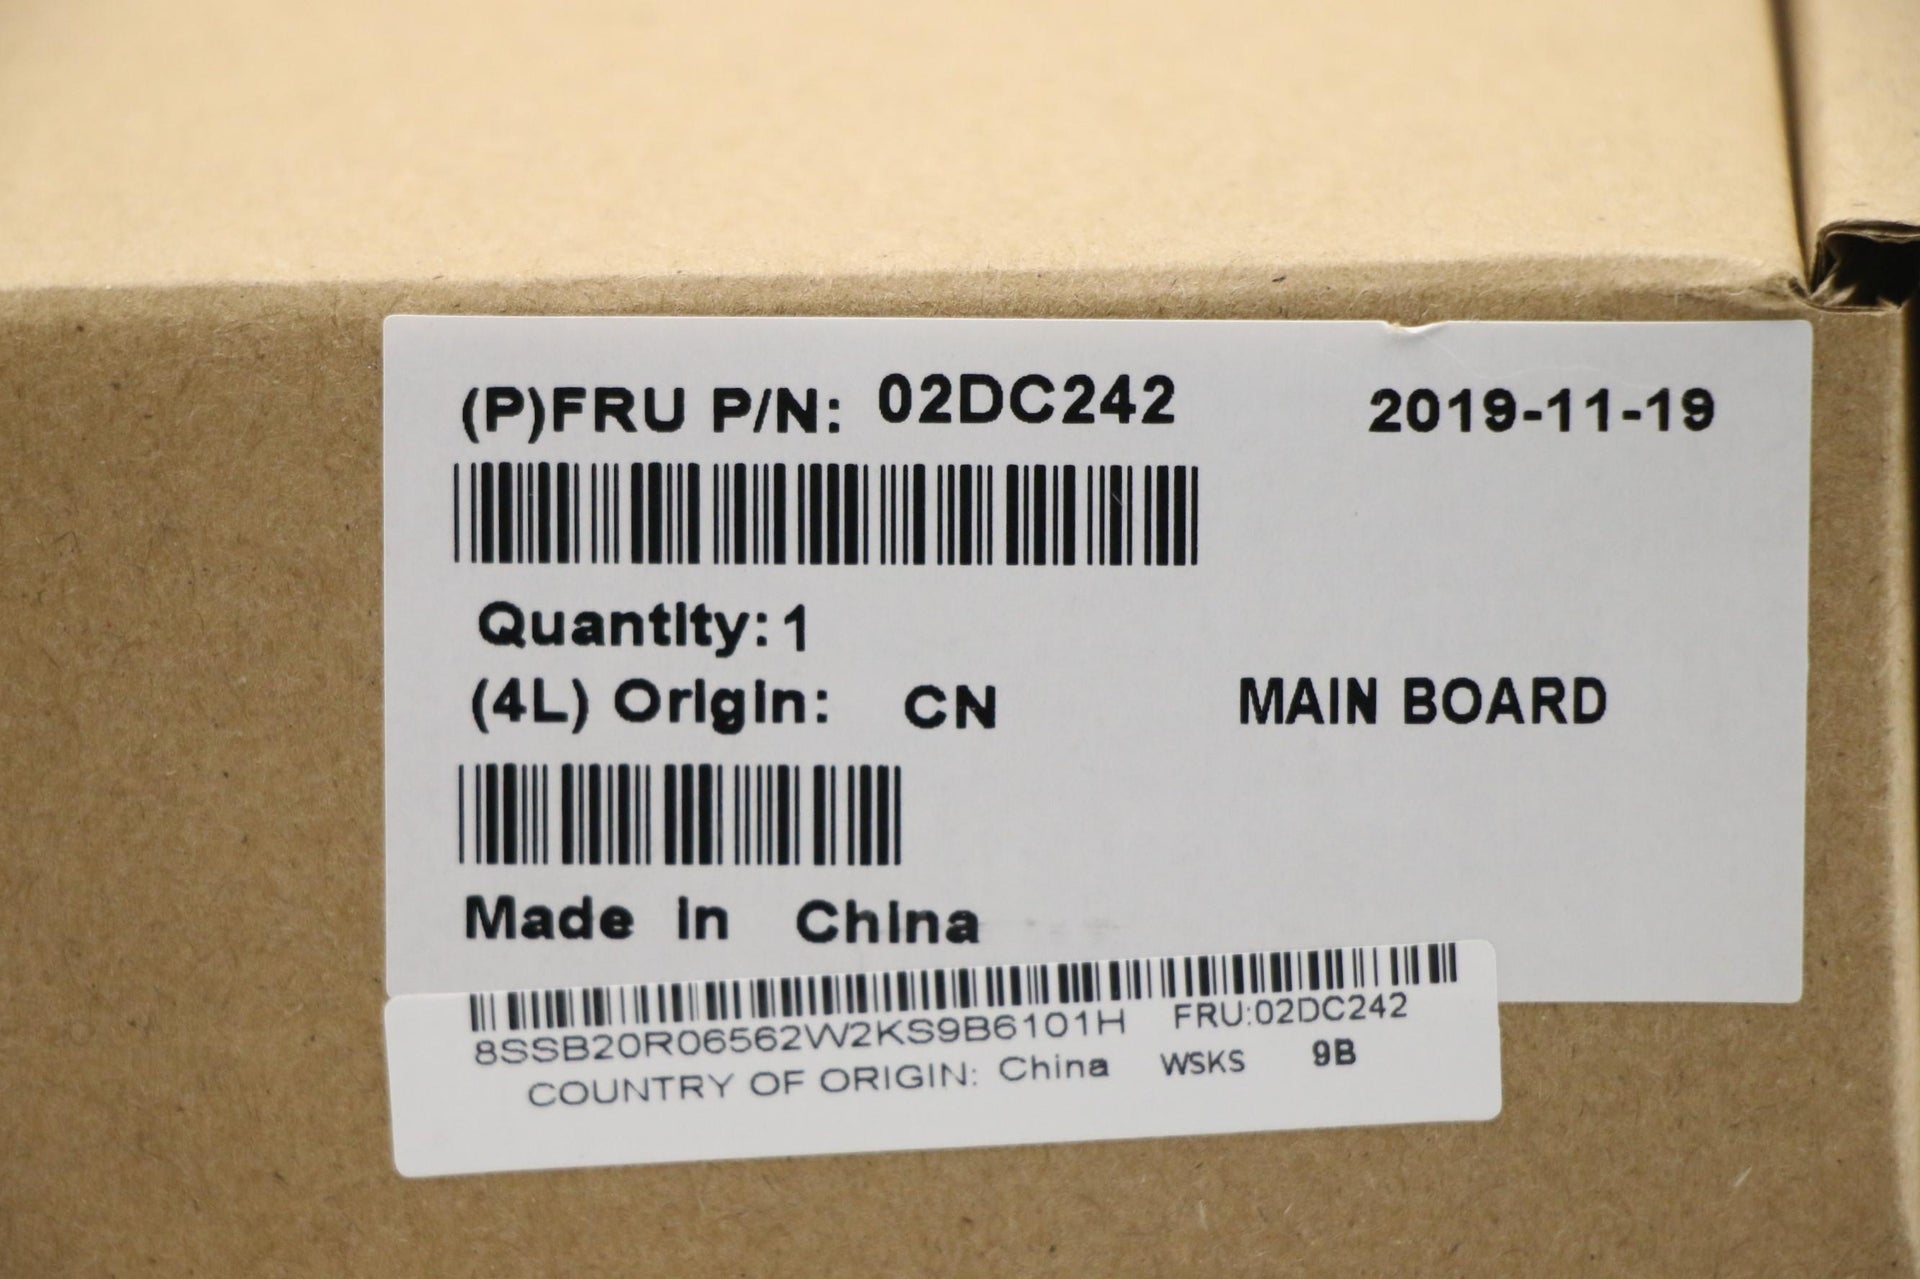 (P)FRU P/N: 02DC242 2019-11-19
Quantity: 1
(4L) Origin: CN MAIN BOARD
Made in China
8SSB20R06562W2KS9B6101H FRU:02DC242
COUNTRY OF ORIGIN: China WSKS 9B